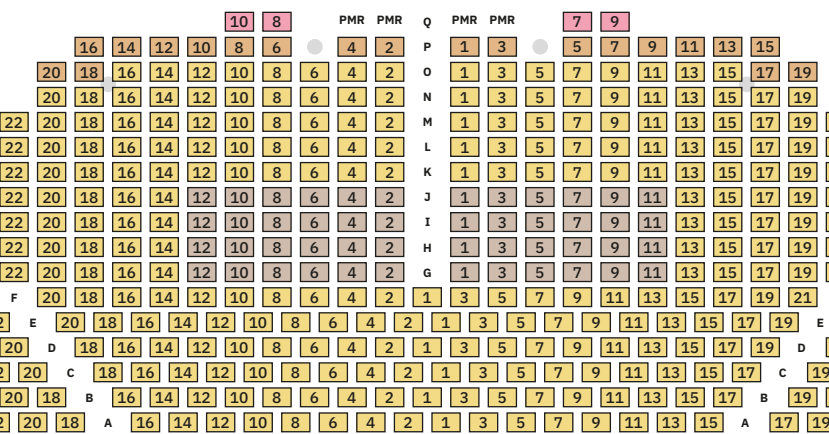 10 8 PMR PMR Q PMR PMR 7 9
16 14 12 10 8 6 4 2 P 1 3 5 7 9 11 13 15
20 18 16 14 12 10 8 6 4 2 O 1 3 5 7 9 11 13 15 17 19
20 18 16 14 12 10 8 6 4 2 N 1 3 5 7 9 11 13 15 17 19
22 20 18 16 14 12 10 8 6 4 2 M 1 3 5 7 9 11 13 15 17 19
22 20 18 16 14 12 10 8 6 4 2 L 1 3 5 7 9 11 13 15 17 19
22 20 18 16 14 12 10 8 6 4 2 K 1 3 5 7 9 11 13 15 17 19
22 20 18 16 14 12 10 8 6 4 2 J 1 3 5 7 9 11 13 15 17 19
22 20 18 16 14 12 10 8 6 4 2 I 1 3 5 7 9 11 13 15 17 19
22 20 18 16 14 12 10 8 6 4 2 H 1 3 5 7 9 11 13 15 17 19
22 20 18 16 14 12 10 8 6 4 2 G 1 3 5 7 9 11 13 15 17 19
F 20 18 16 14 12 10 8 6 4 2 1 3 5 7 9 11 13 15 17 19 21
E 20 18 16 14 12 10 8 6 4 2 1 3 5 7 9 11 13 15 17 19 E
20 D 18 16 14 12 10 8 6 4 2 1 3 5 7 9 11 13 15 17 19 D
20 C 18 16 14 12 10 8 6 4 2 1 3 5 7 9 11 13 15 17 C 19
20 18 B 16 14 12 10 8 6 4 2 1 3 5 7 9 11 13 15 17 B 19
20 18 A 16 14 12 10 8 6 4 2 1 3 5 7 9 11 13 15 A 17 19